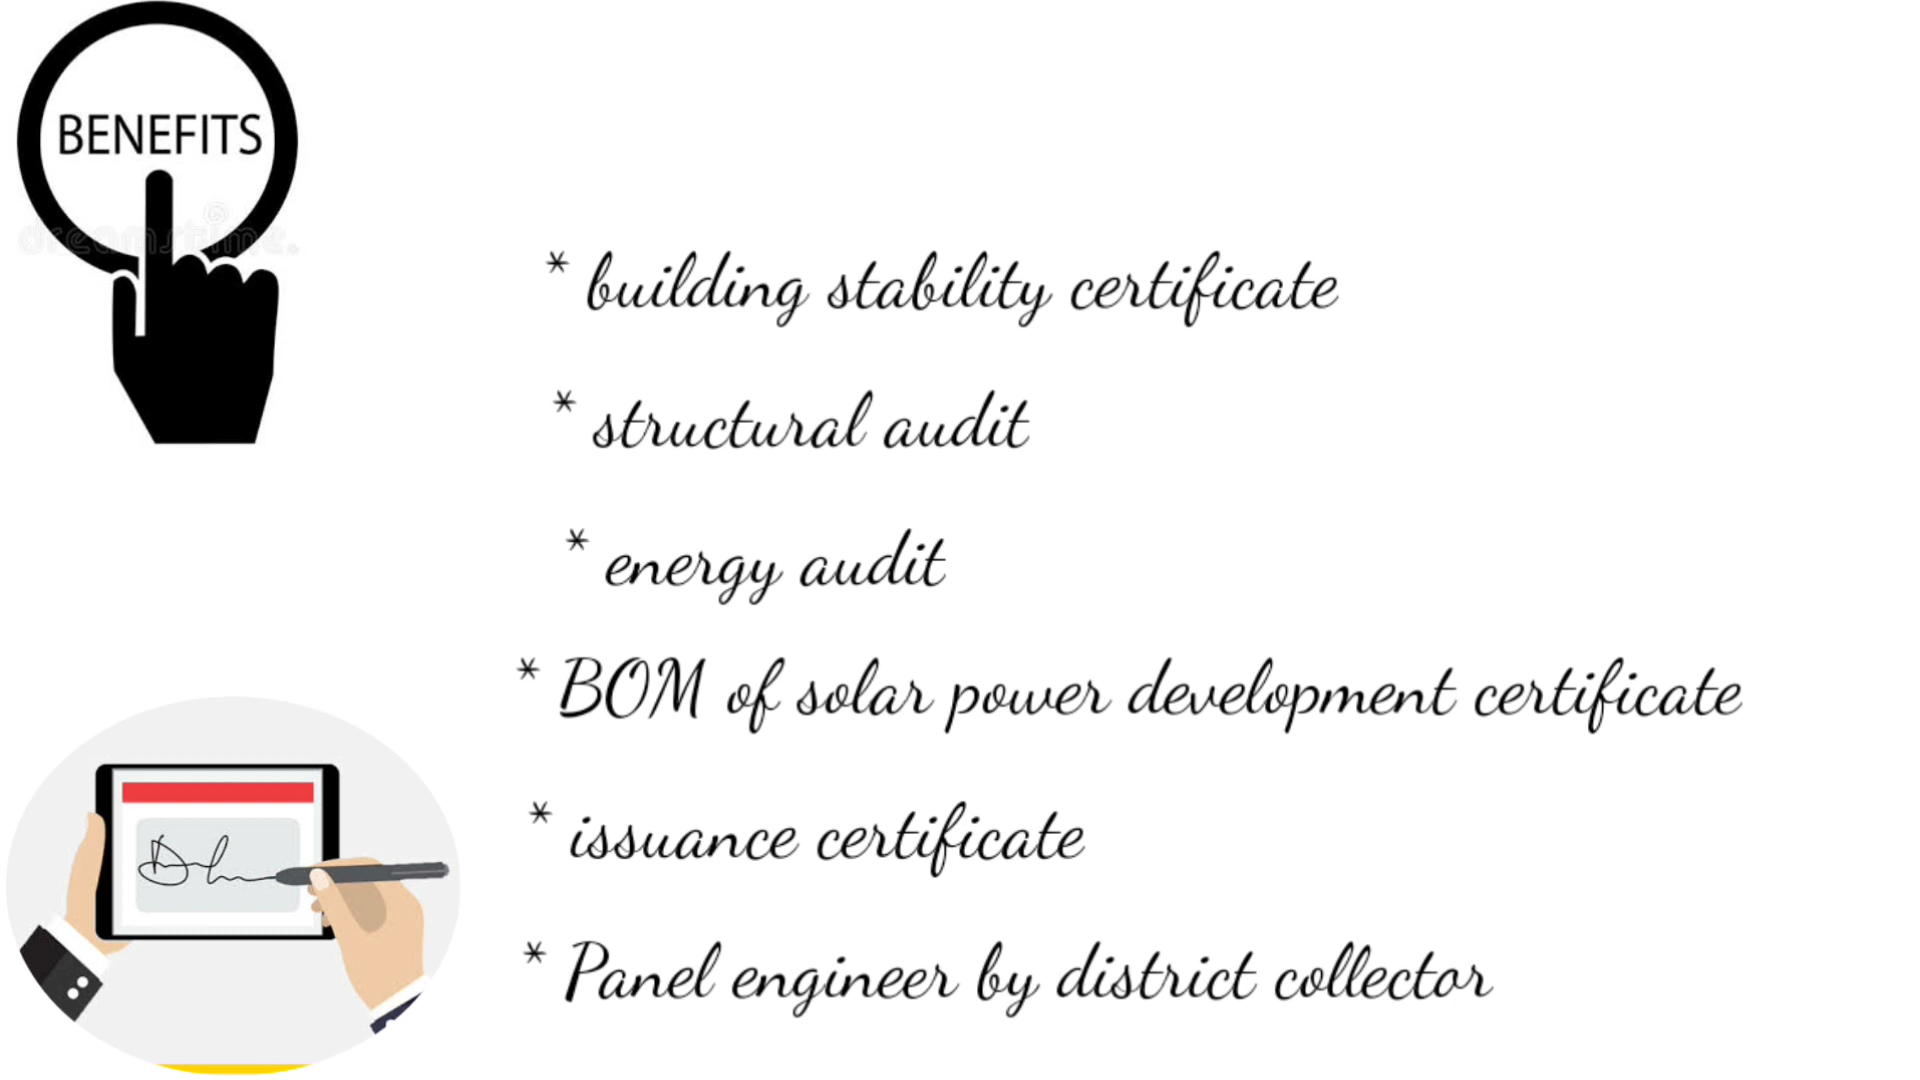 BENEFITS
dreamstime.
* building stability certificate
* structural audit
* energy audit
* BOM of solar power development certificate
* issuance certificate
* Panel engineer by district collector